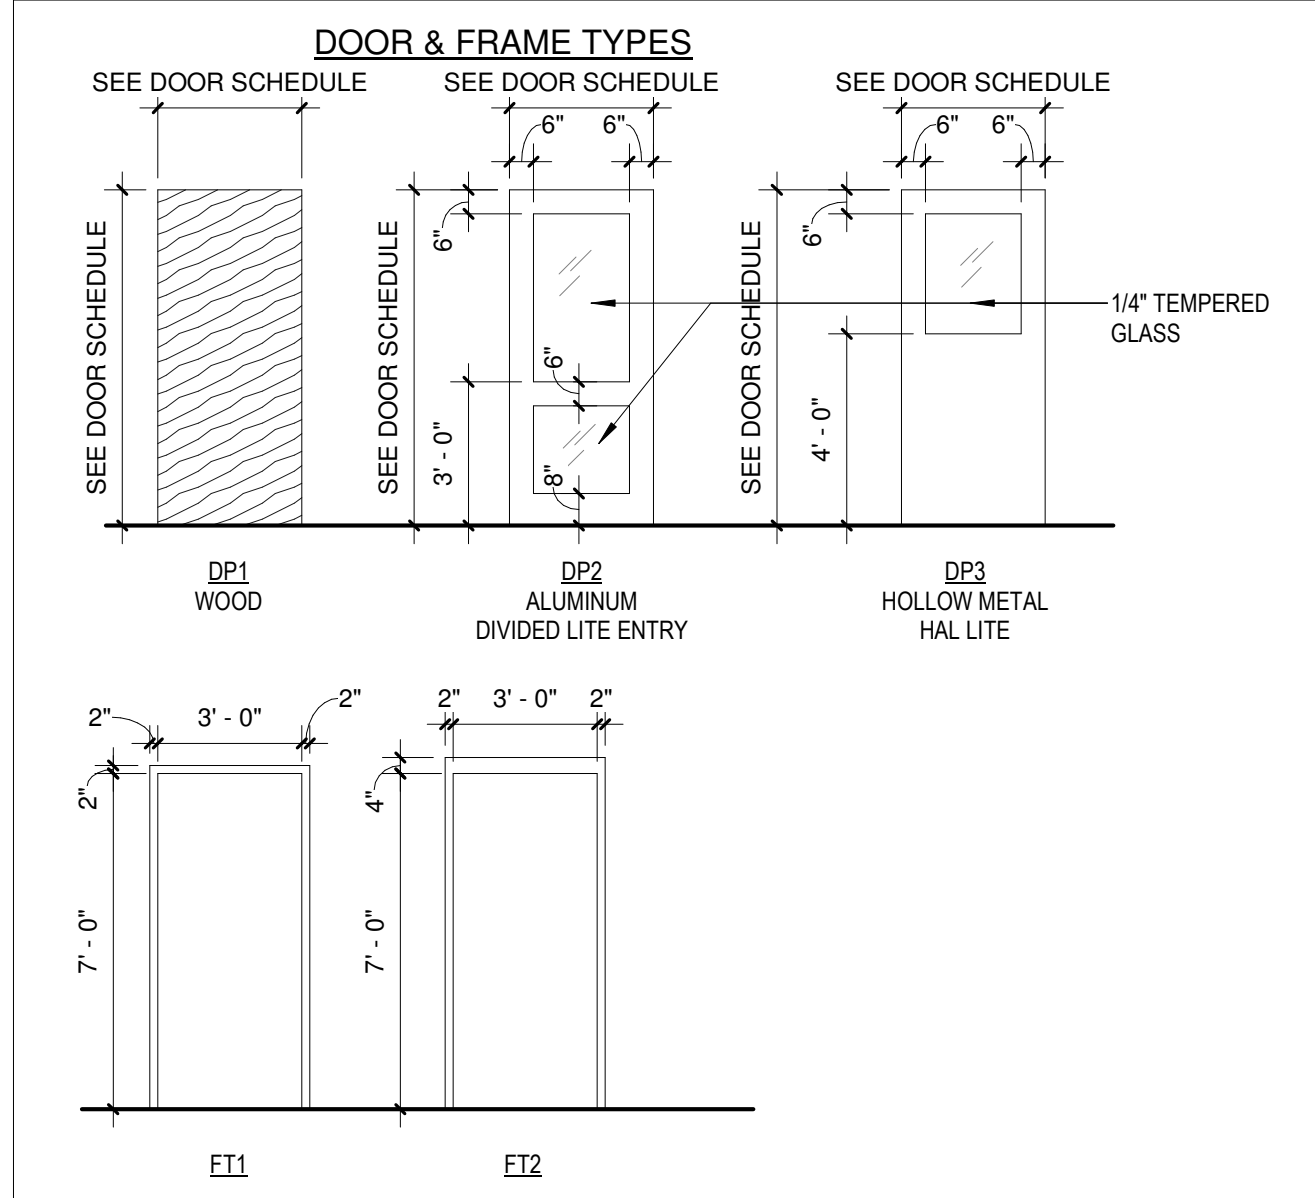 DOOR & FRAME TYPES
SEE DOOR SCHEDULE
SEE DOOR SCHEDULE
SEE DOOR SCHEDULE
6"
6"
6"
6"
SEE DOOR SCHEDULE
SEE DOOR SCHEDULE
6"
SEE DOOR SCHEDULE
6"
1/4" TEMPERED
GLASS
6"
3' - 0"
8"
4' - 0"
DP1
WOOD
DP2
ALUMINUM
DIVIDED LITE ENTRY
DP3
HOLLOW METAL
HAL LITE
2"
3' - 0"
2"
2"
3' - 0"
2"
2"
7' - 0"
4"
7' - 0"
FT1
FT2